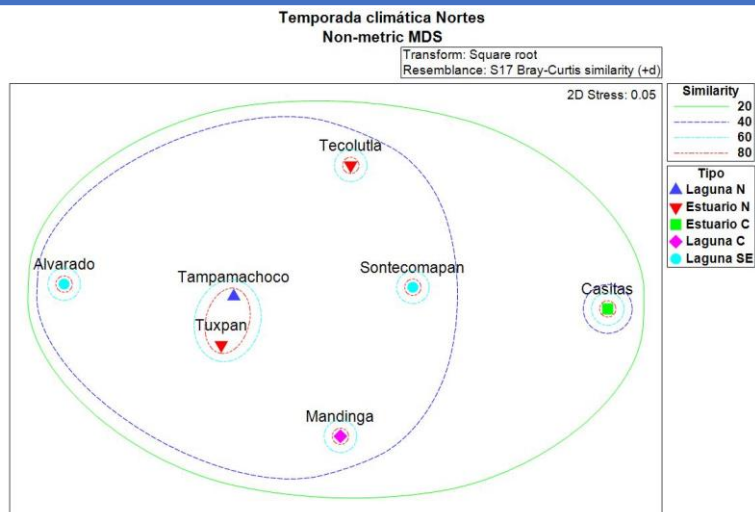 Temporada climática Nortes
Non-metric MDS
Transform: Square root
Resemblance: S17 Bray-Curtis similarity (+d)
2D Stress: 0.05
Similarity
20
40
60
80
Tipo
Laguna N
Estuario N
Estuario C
Laguna C
Laguna SE
Tecolutla
Alvarado
Tampamachoco
Sontecomapan
Casitas
Tuxpan
Mandinga